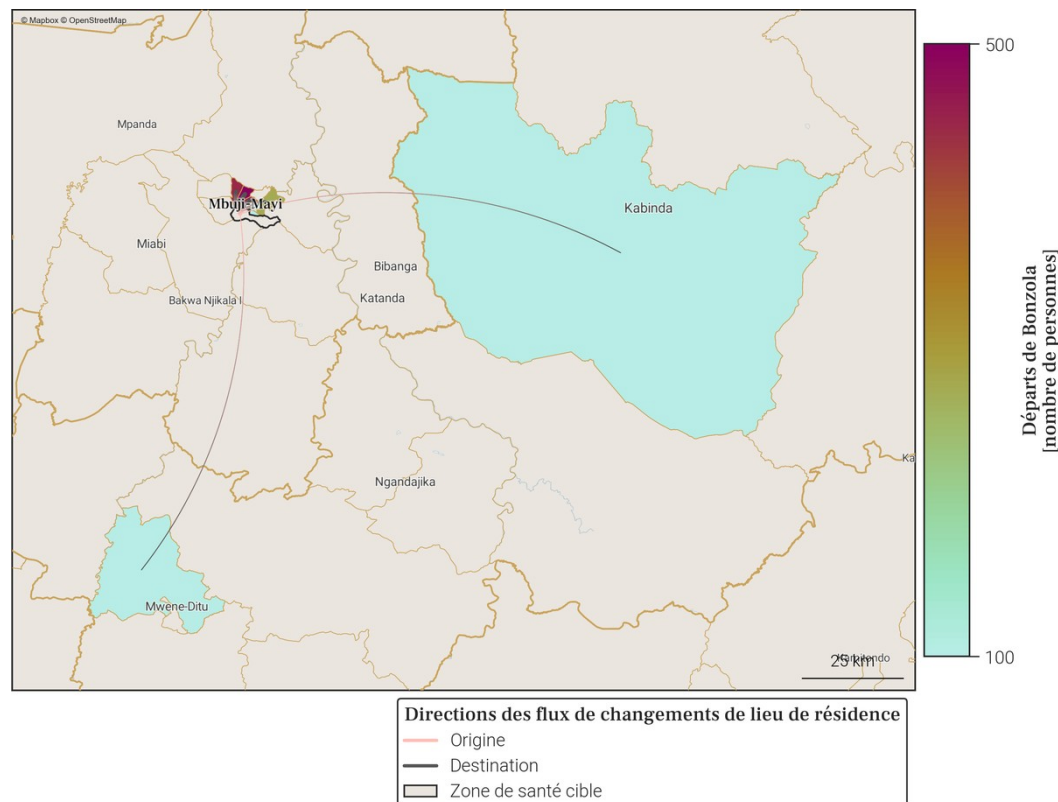 © Mapbox © OpenStreetMap
Mpanda
Mbuji-Mayi
Kabinda
Miabi
Bibanga
Bakwa Njikala I
Katanda
Ngandajika
Mwene-Ditu
25 km
500
100
Départs de Bonzola
[nombre de personnes]
Directions des flux de changements de lieu de résidence
Origine
Destination
Zone de santé cible